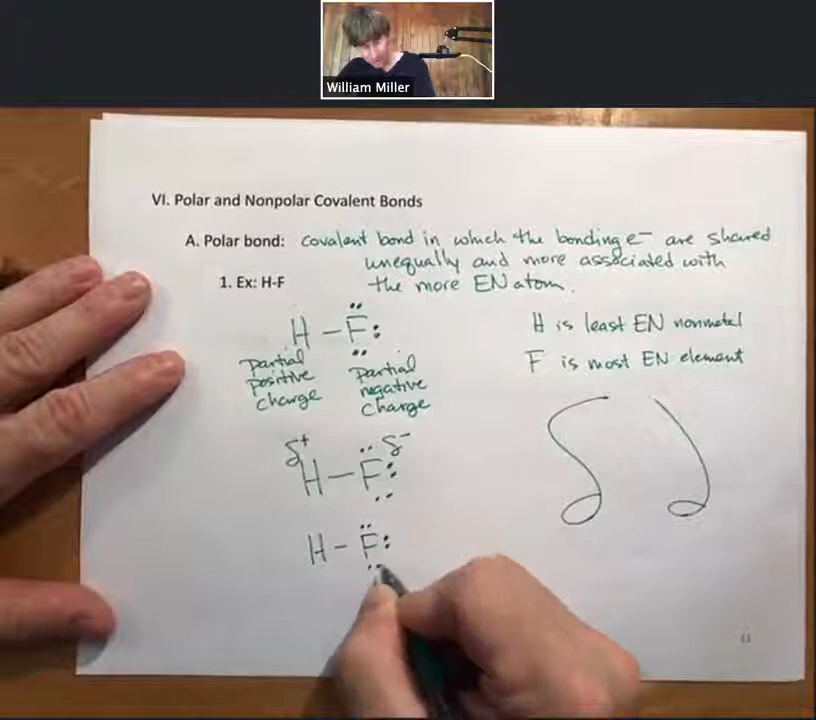 William Miller
VI. Polar and Nonpolar Covalent Bonds
A. Polar bond: covalent bond in which the bonding e⁻ are shared
unequally and more associated with
1. Ex: H-F the more EN atom.
H – F H is least EN nonmetal
Partial positive charge Partial negative charge F is most EN element
δ+ δ-
H – F δ δ
H – F
11